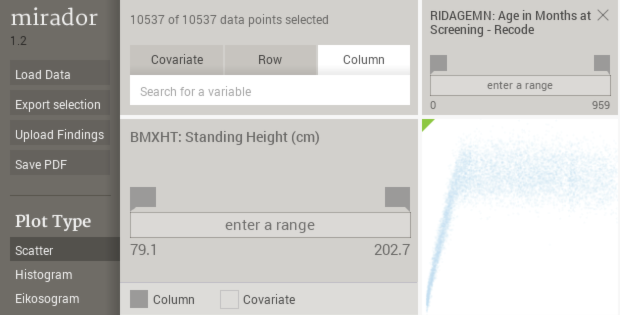 mirador
1.2
Load Data
Export selection
Upload Findings
Save PDF
Plot Type
Scatter
Histogram
Eikosogram
10537 of 10537 data points selected
Covariate Row Column
Search for a variable
BMXHT: Standing Height (cm)
enter a range
79.1 202.7
Column Covariate
RIDAGEMN: Age in Months at
Screening - Recode
enter a range
0 959